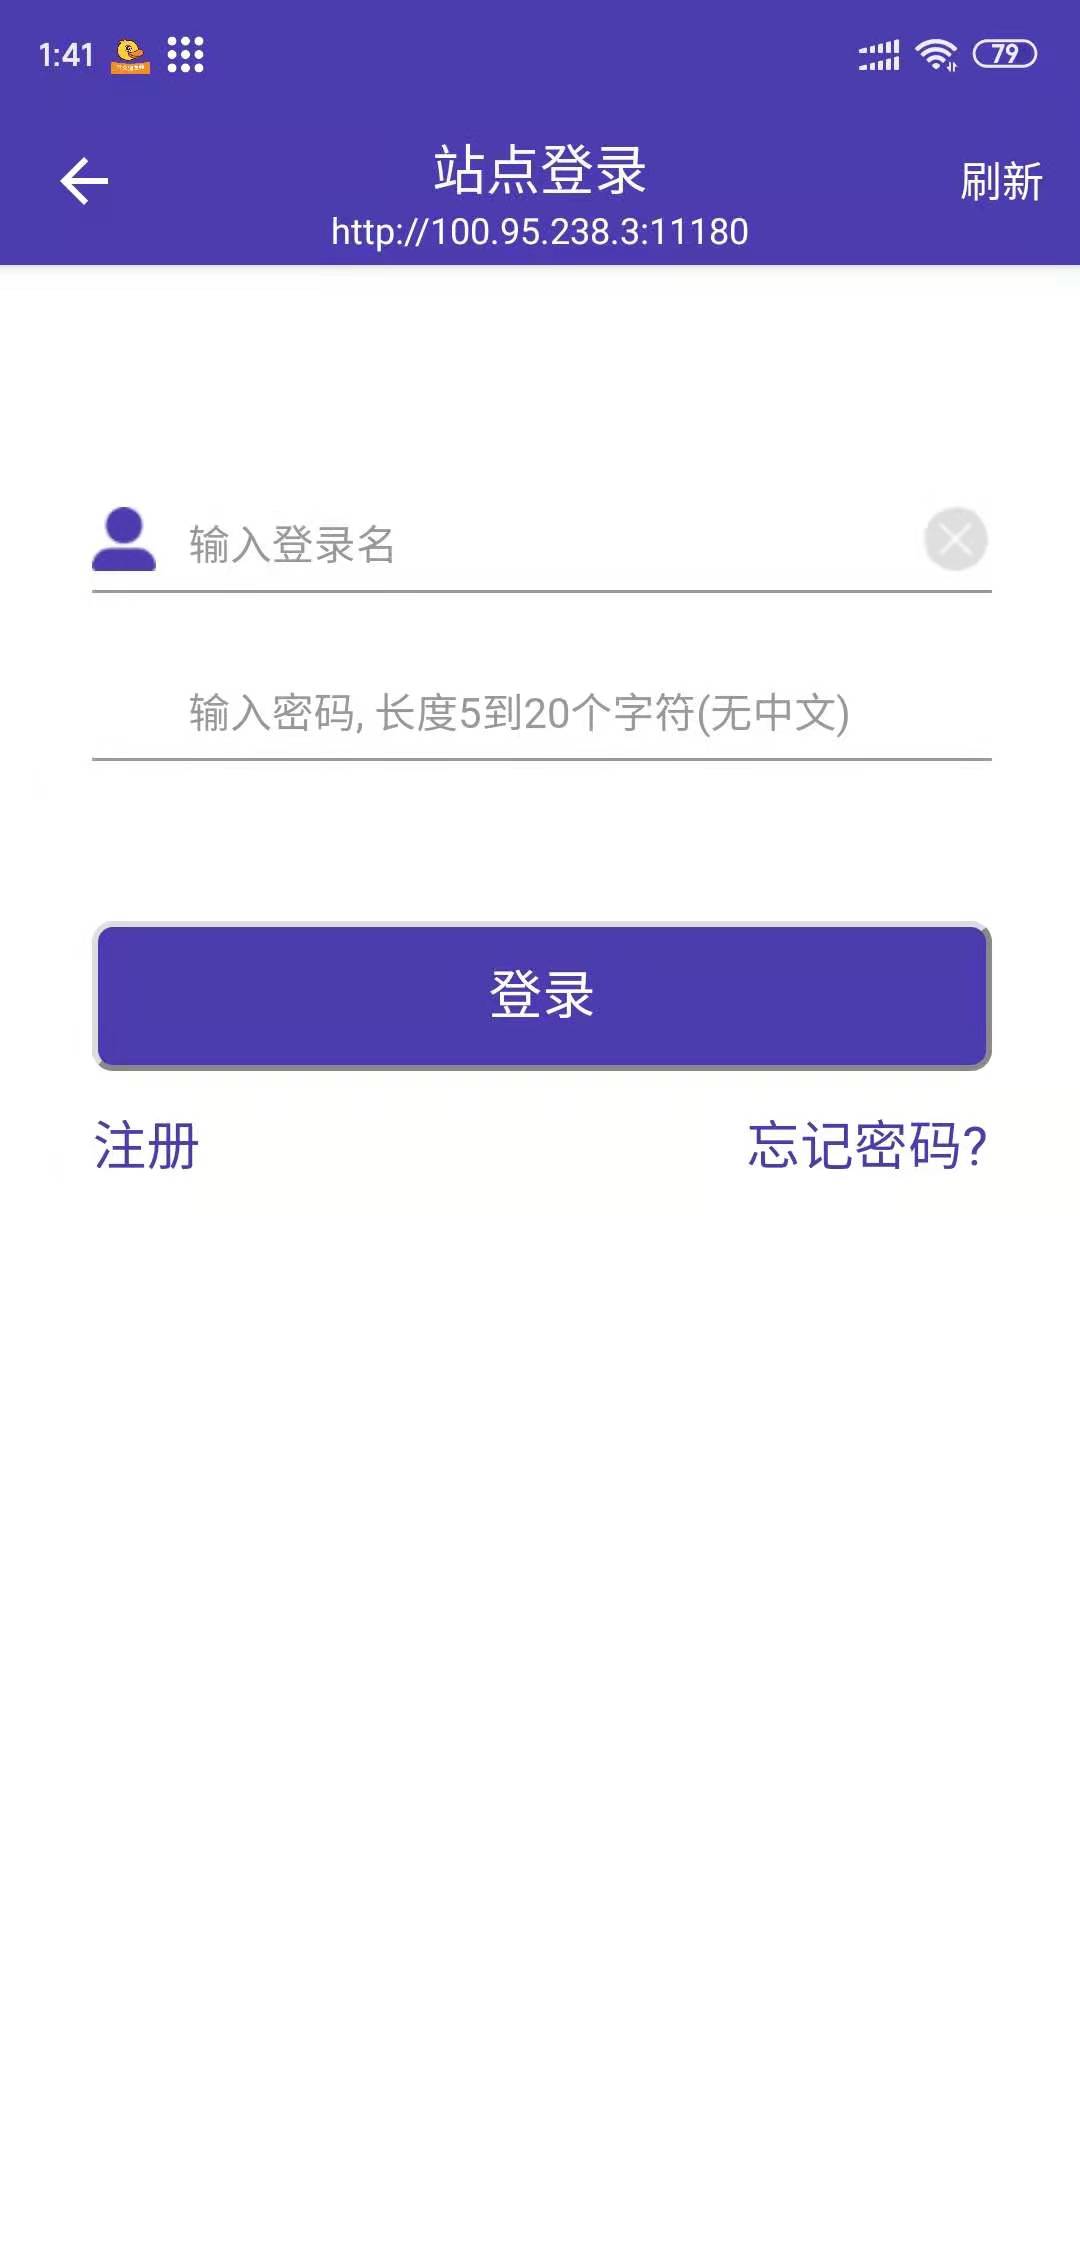 1:41
79
站点登录
http://100.95.238.3:11180
刷新
输入登录名
输入密码, 长度5到20个字符(无中文)
登录
注册
忘记密码?